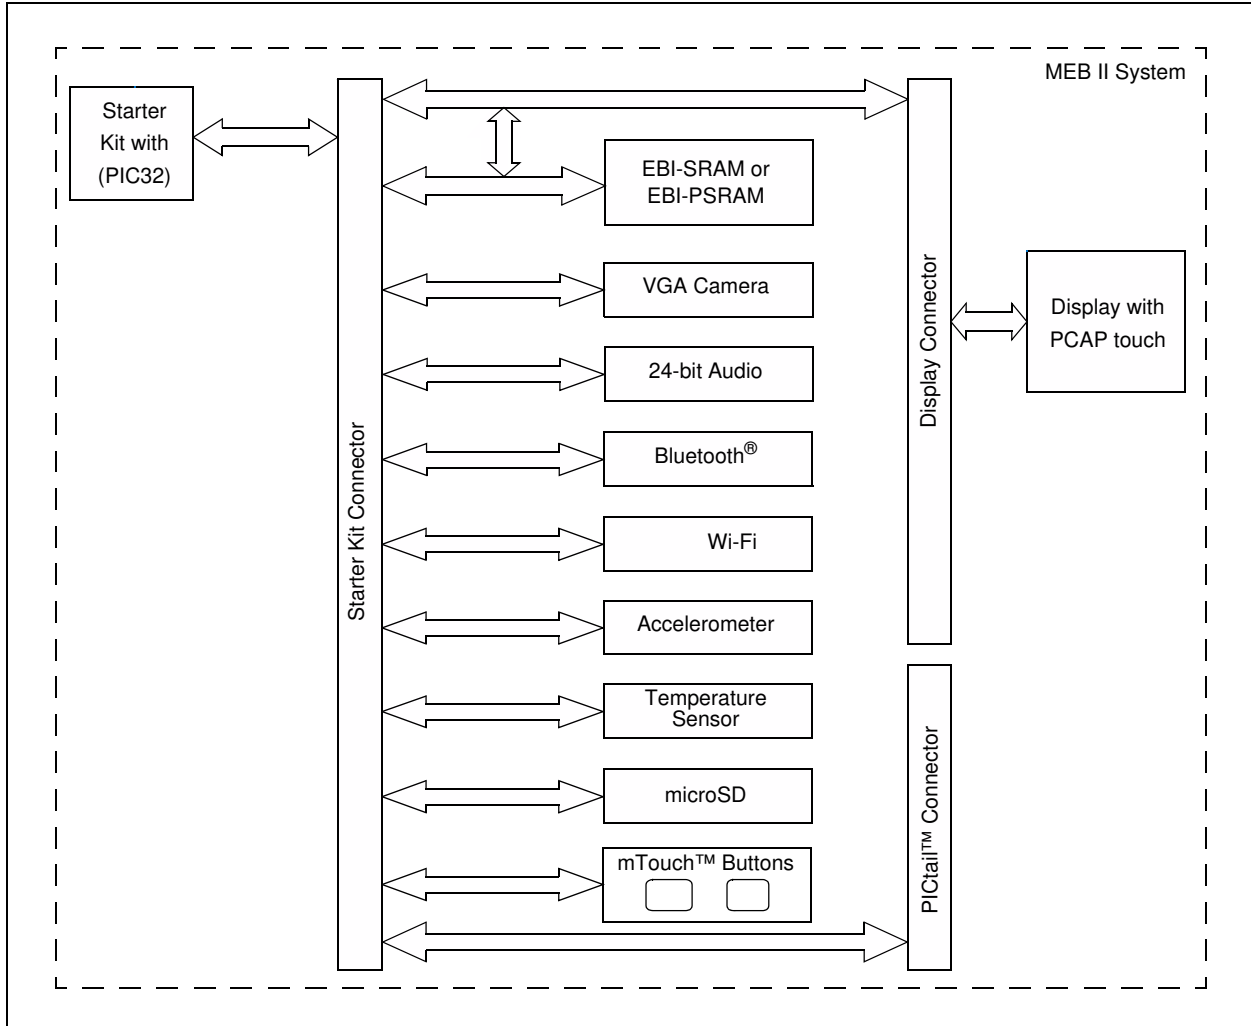 MEB II System
Starter
Kit with
(PIC32)
Starter Kit Connector
EBI-SRAM or
EBI-PSRAM
VGA Camera
24-bit Audio
Bluetooth®
Wi-Fi
Accelerometer
Temperature
Sensor
microSD
mTouch™ Buttons
Display Connector
PICtail™ Connector
Display with
PCAP touch